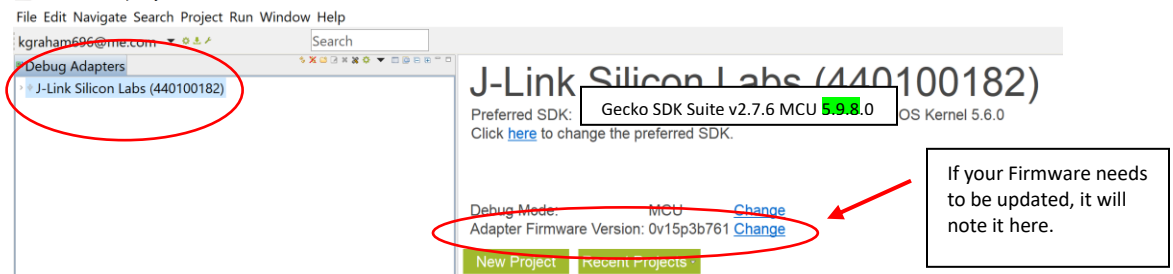 File Edit Navigate Search Project Run Window Help
kgraham696@me.com Search
Debug Adapters
J-Link Silicon Labs (440100182)
J-Link Silicon Labs (440100182)
Preferred SDK: Gecko SDK Suite v2.7.6 MCU 5.9.8.0 OS Kernel 5.6.0
Click here to change the preferred SDK.
If your Firmware needs
to be updated, it will
note it here.
Debug Mode: MCU Change
Adapter Firmware Version: 0v15p3b761 Change
New Project Recent Projects